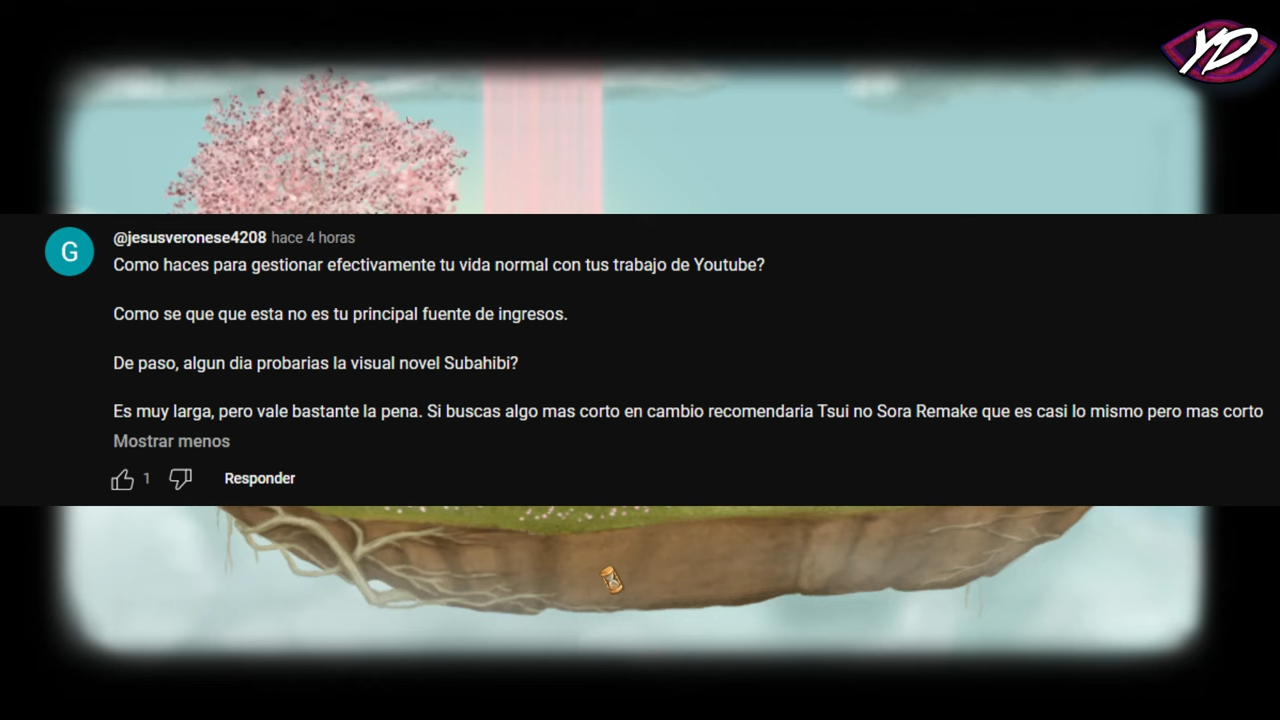 YD
@jesusveronese4208 hace 4 horas
Como haces para gestionar efectivamente tu vida normal con tus trabajo de Youtube?
Como se que que esta no es tu principal fuente de ingresos.
De paso, algun dia probarias la visual novel Subahibi?
Es muy larga, pero vale bastante la pena. Si buscas algo mas corto en cambio recomendaria Tsui no Sora Remake que es casi lo mismo pero mas corto
Mostrar menos
1 Responder
G